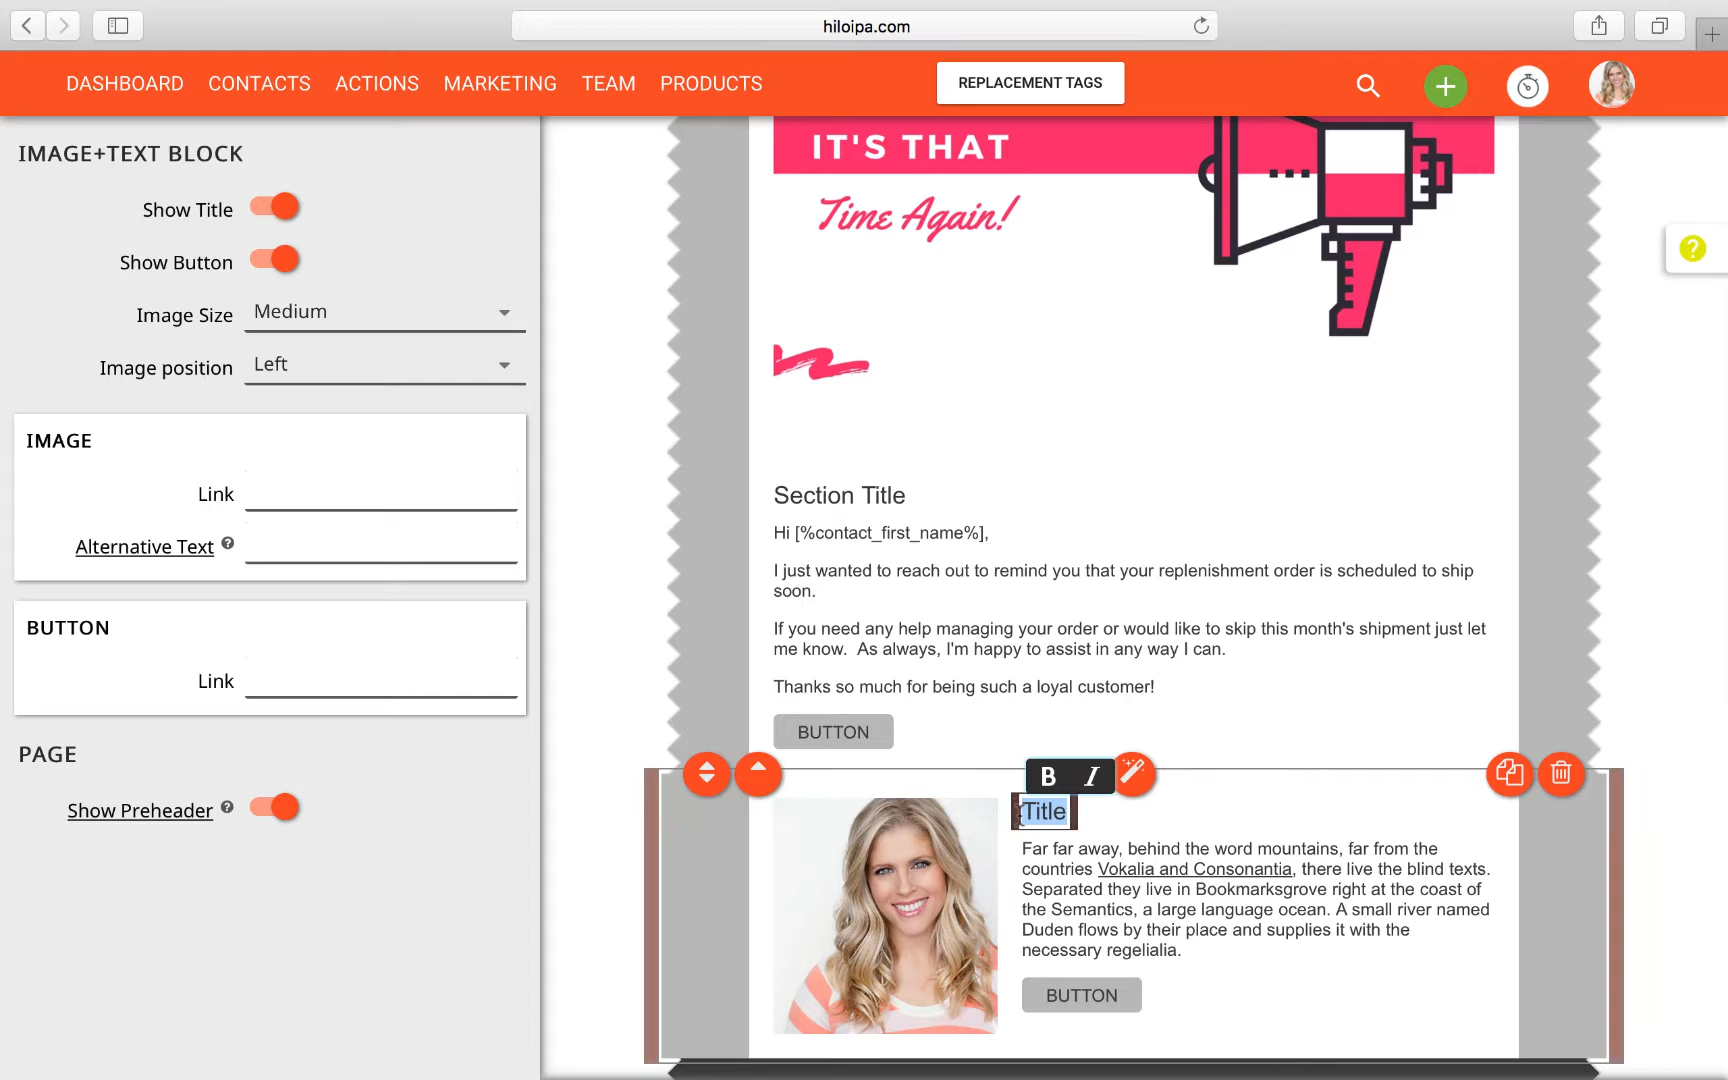 hiloipa.com
DASHBOARD CONTACTS ACTIONS MARKETING TEAM PRODUCTS
REPLACEMENT TAGS
IMAGE+TEXT BLOCK
Show Title
Show Button
Image Size Medium
Image position Left
IMAGE
Link
Alternative Text ?
BUTTON
Link
PAGE
Show Preheader ?
?
IT'S THAT
Time Again!
Section Title
Hi [%contact_first_name%],
I just wanted to reach out to remind you that your replenishment order is scheduled to ship
soon.
If you need any help managing your order or would like to skip this month's shipment just let
me know.  As always, I'm happy to assist in any way I can.
Thanks so much for being such a loyal customer!
BUTTON
B I
Title
Far far away, behind the word mountains, far from the
countries Vokalia and Consonantia, there live the blind texts.
Separated they live in Bookmarksgrove right at the coast of
the Semantics, a large language ocean. A small river named
Duden flows by their place and supplies it with the
necessary regelialia.
BUTTON